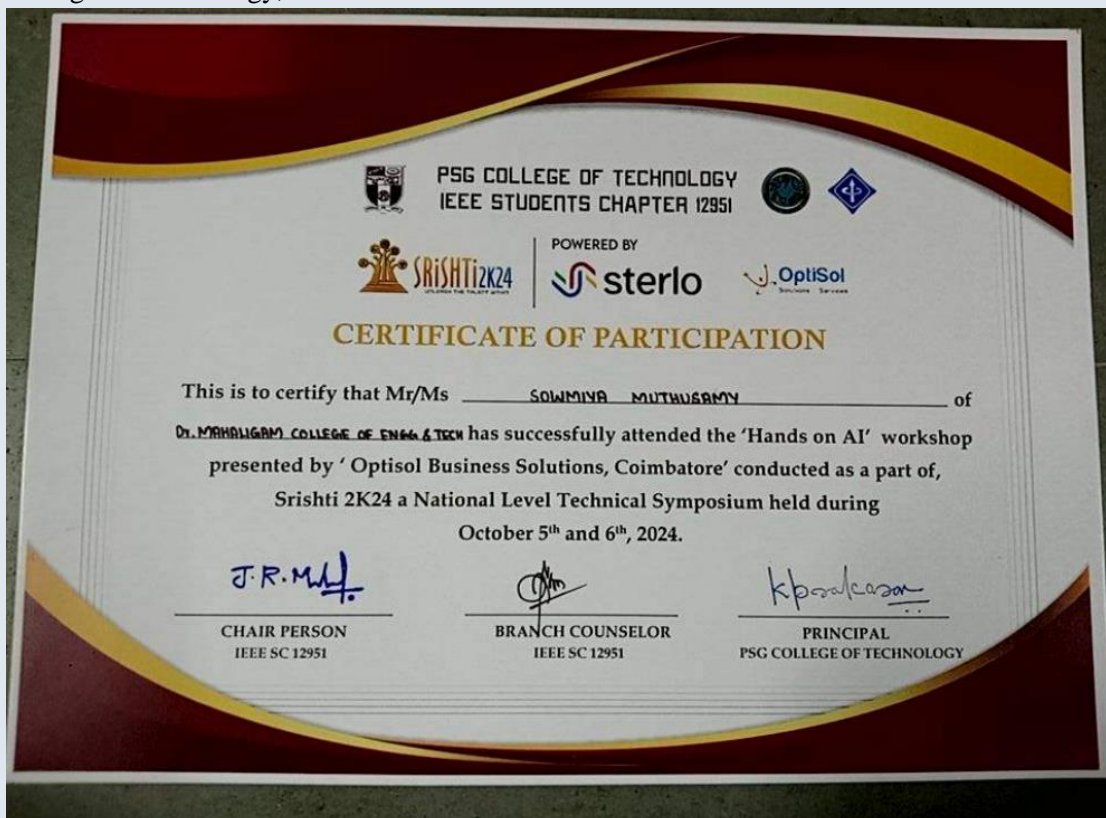 PSG COLLEGE OF TECHNOLOGY
IEEE STUDENTS CHAPTER 12951
SRiSHTi2K24
POWERED BY
sterlo
OptiSol
Solutions Services
CERTIFICATE OF PARTICIPATION
This is to certify that Mr/Ms SOWMIYA MUTHUSAMY of
Dr. MAHALIGAM COLLEGE OF ENGG & TECH has successfully attended the 'Hands on AI' workshop
presented by ' Optisol Business Solutions, Coimbatore' conducted as a part of,
Srishti 2K24 a National Level Technical Symposium held during
October 5th and 6th, 2024.
J.R.
CHAIR PERSON
IEEE SC 12951
BRANCH COUNSELOR
IEEE SC 12951
PRINCIPAL
PSG COLLEGE OF TECHNOLOGY